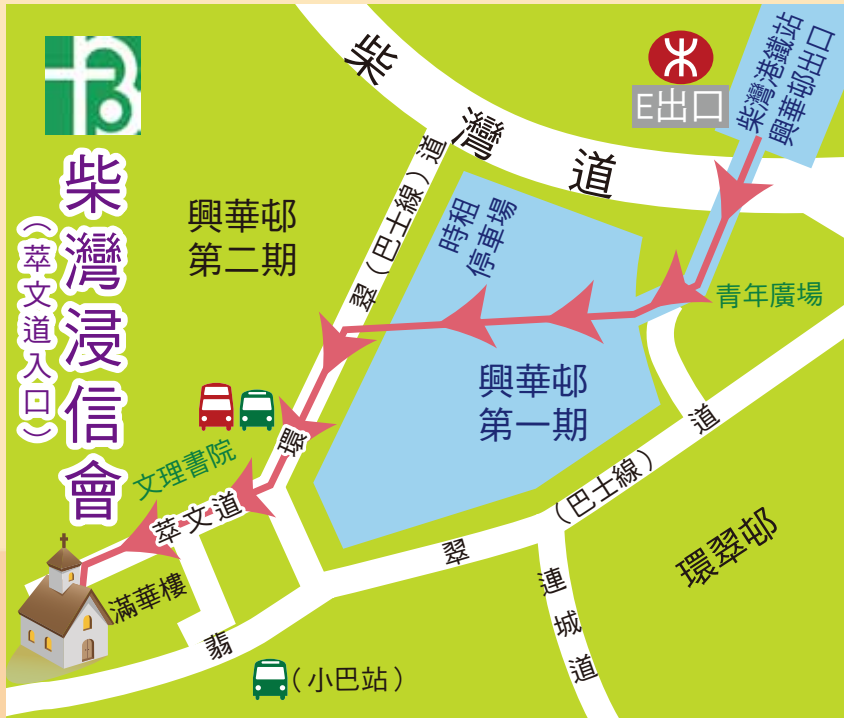 柴灣浸信會
（萃文道入口）
柴灣道
E出口
柴灣港鐵站
興華邨出口
興華邨
第二期
環翠（巴士線）道
時租
停車場
青年廣場
興華邨
第一期
文理書院
萃文道
滿華樓
翡翠（巴士線）道
連城道
環翠邨
（小巴站）